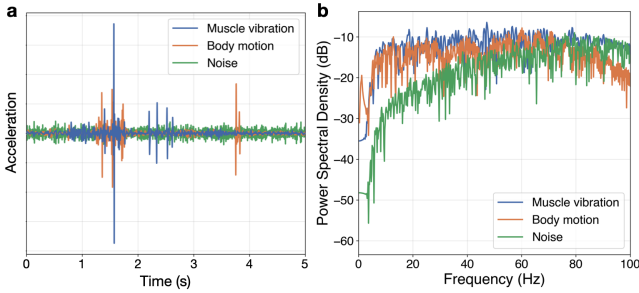 a
Muscle vibration
Body motion
Noise
Acceleration
0 1 2 3 4 5
Time (s)
b
−10
−20
−30
−40
−50
−60
Power Spectral Density (dB)
Muscle vibration
Body motion
Noise
0 20 40 60 80 100
Frequency (Hz)